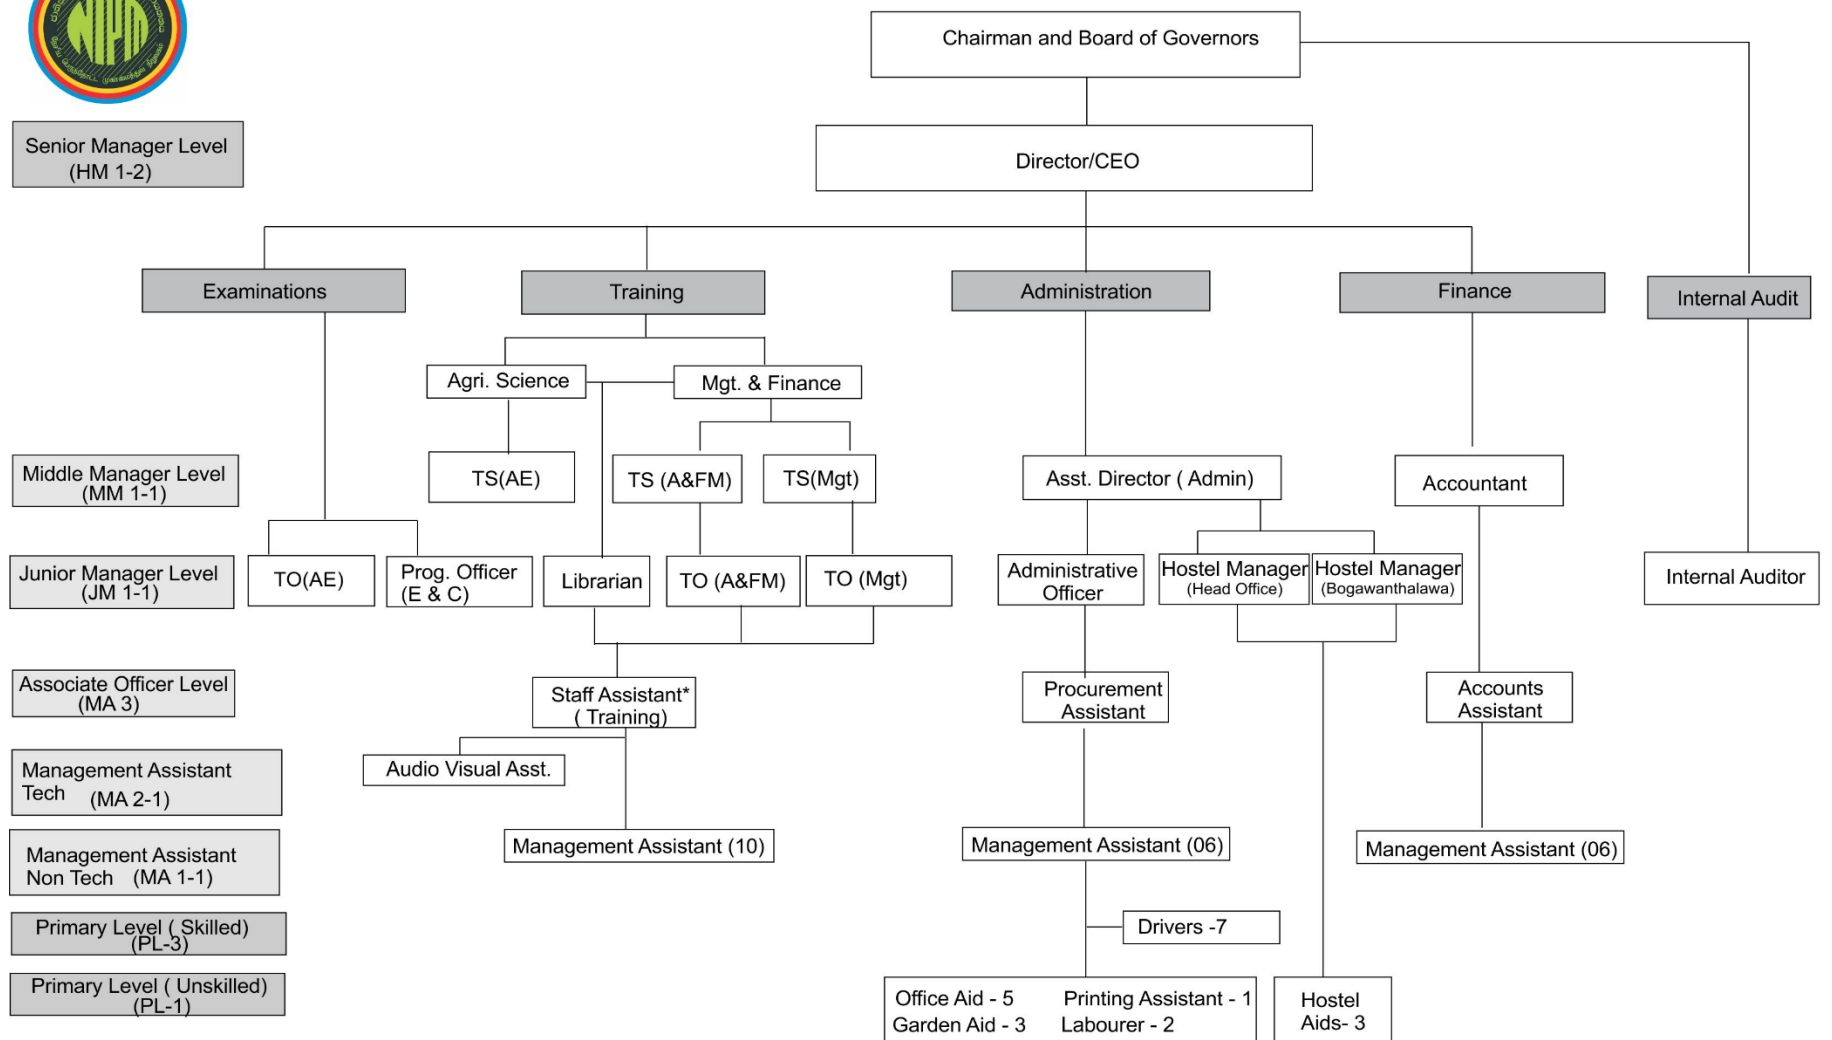 NIPM
Chairman and Board of Governors
Senior Manager Level
(HM 1-2)
Director/CEO
Examinations
Training
Administration
Finance
Internal Audit
Agri. Science
Mgt. & Finance
Middle Manager Level
(MM 1-1)
TS(AE)
TS (A&FM)
TS(Mgt)
Asst. Director ( Admin)
Accountant
Junior Manager Level
(JM 1-1)
TO(AE)
Prog. Officer
(E & C)
Librarian
TO (A&FM)
TO (Mgt)
Administrative
Officer
Hostel Manager
(Head Office)
Hostel Manager
(Bogawanthalawa)
Internal Auditor
Associate Officer Level
(MA 3)
Staff Assistant*
( Training)
Procurement
Assistant
Accounts
Assistant
Management Assistant
Tech (MA 2-1)
Audio Visual Asst.
Management Assistant
Non Tech (MA 1-1)
Management Assistant (10)
Management Assistant (06)
Management Assistant (06)
Primary Level ( Skilled)
(PL-3)
Drivers -7
Primary Level ( Unskilled)
(PL-1)
Office Aid - 5 Printing Assistant - 1
Garden Aid - 3 Labourer - 2
Hostel
Aids- 3